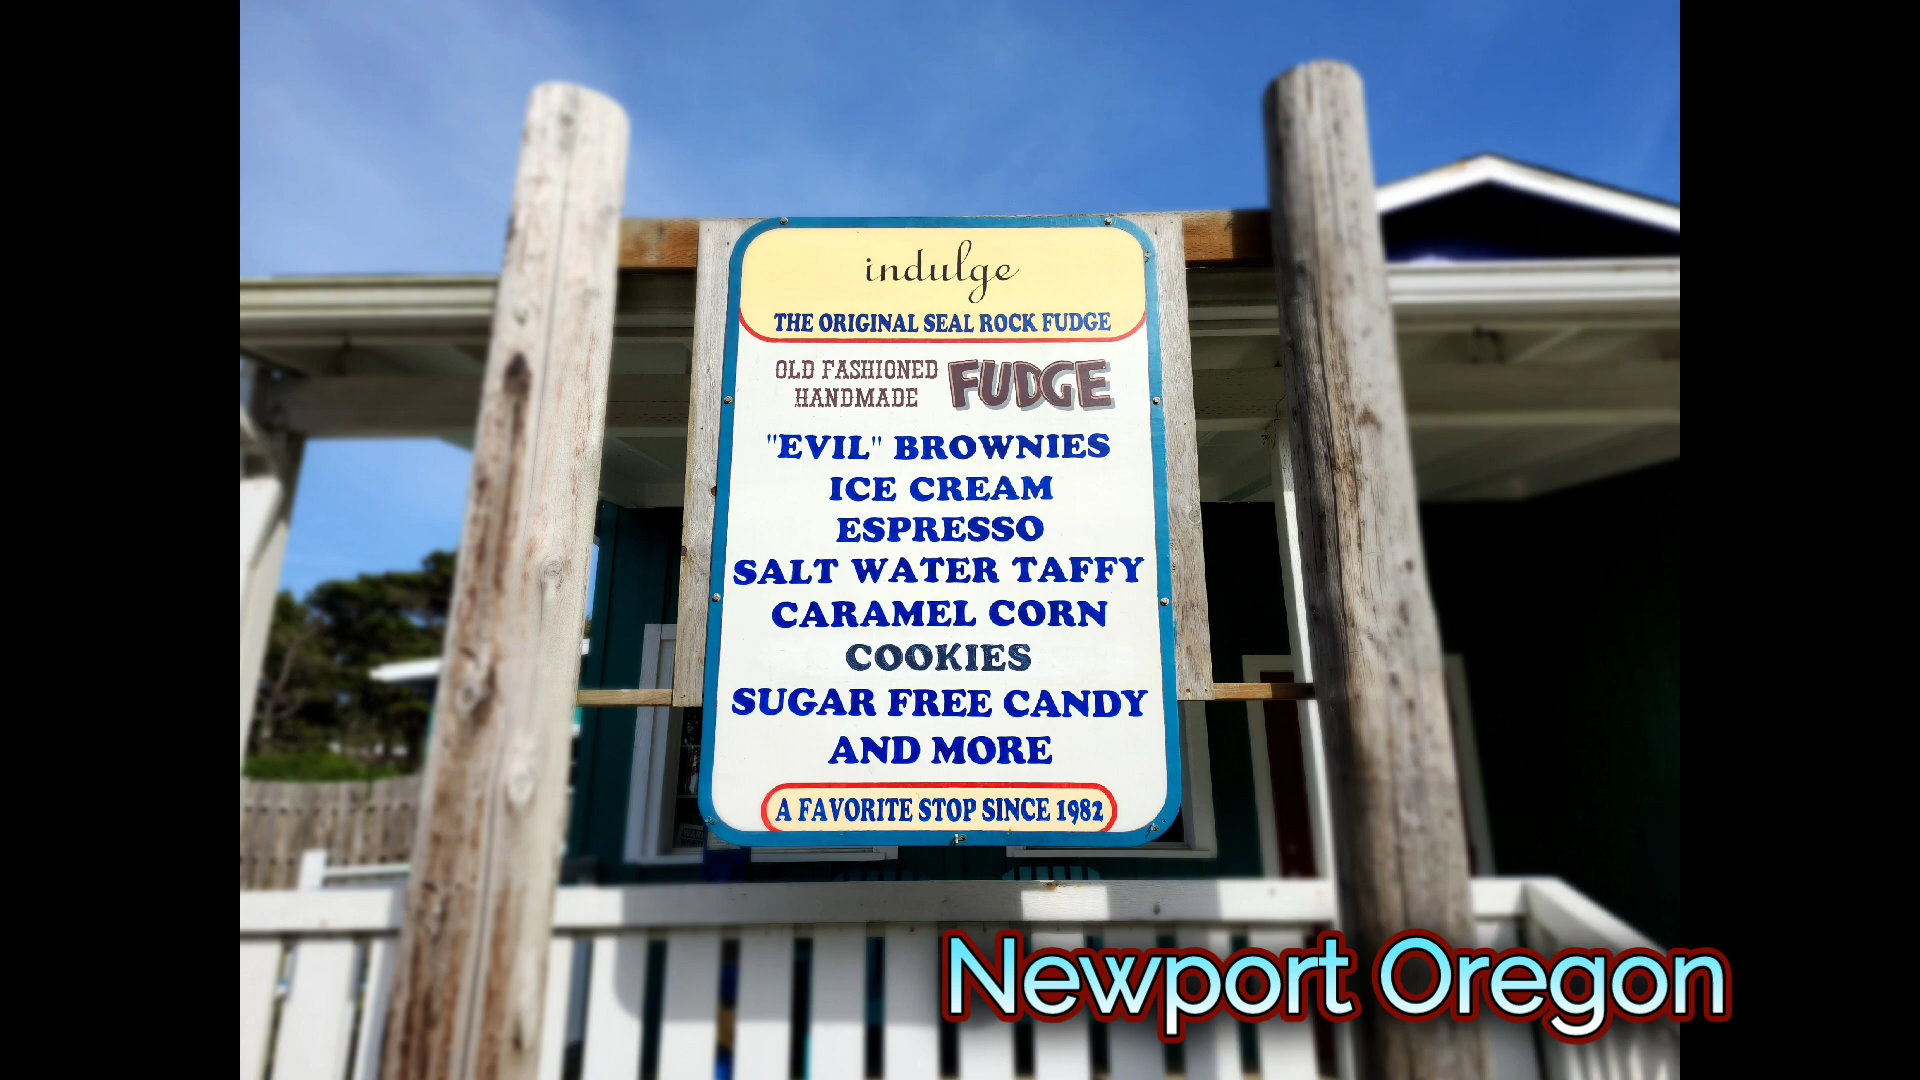 indulge
THE ORIGINAL SEAL ROCK FUDGE
OLD FASHIONED
HANDMADE FUDGE
"EVIL" BROWNIES
ICE CREAM
ESPRESSO
SALT WATER TAFFY
CARAMEL CORN
COOKIES
SUGAR FREE CANDY
AND MORE
A FAVORITE STOP SINCE 1982
Newport Oregon